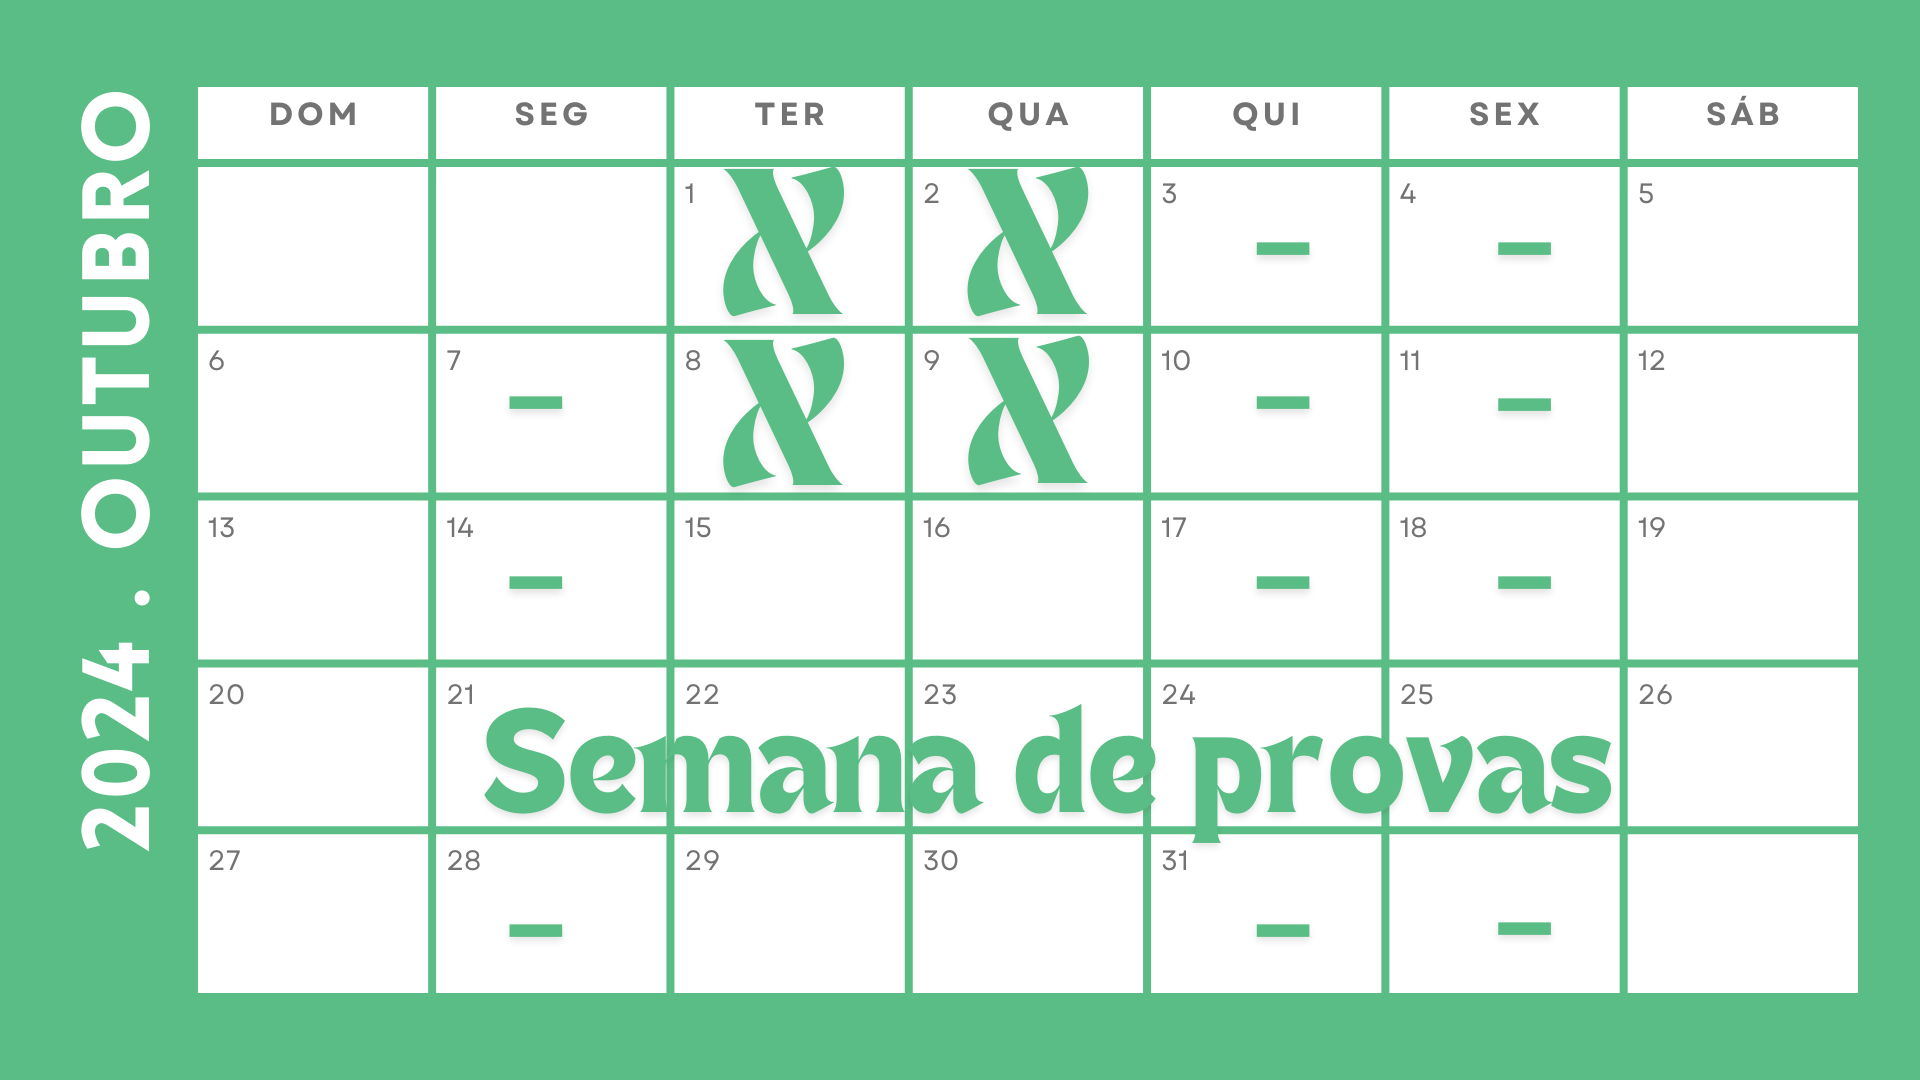 2024 . OUTUBRO
DOM SEG TER QUA QUI SEX SÁB
1 X 2 X 3 - 4 - 5
6 7 - 8 X 9 X 10 - 11 - 12
13 14 - 15 16 17 - 18 - 19
20 21 22 23 24 25 26
Semana de provas
27 28 - 29 30 31 - -